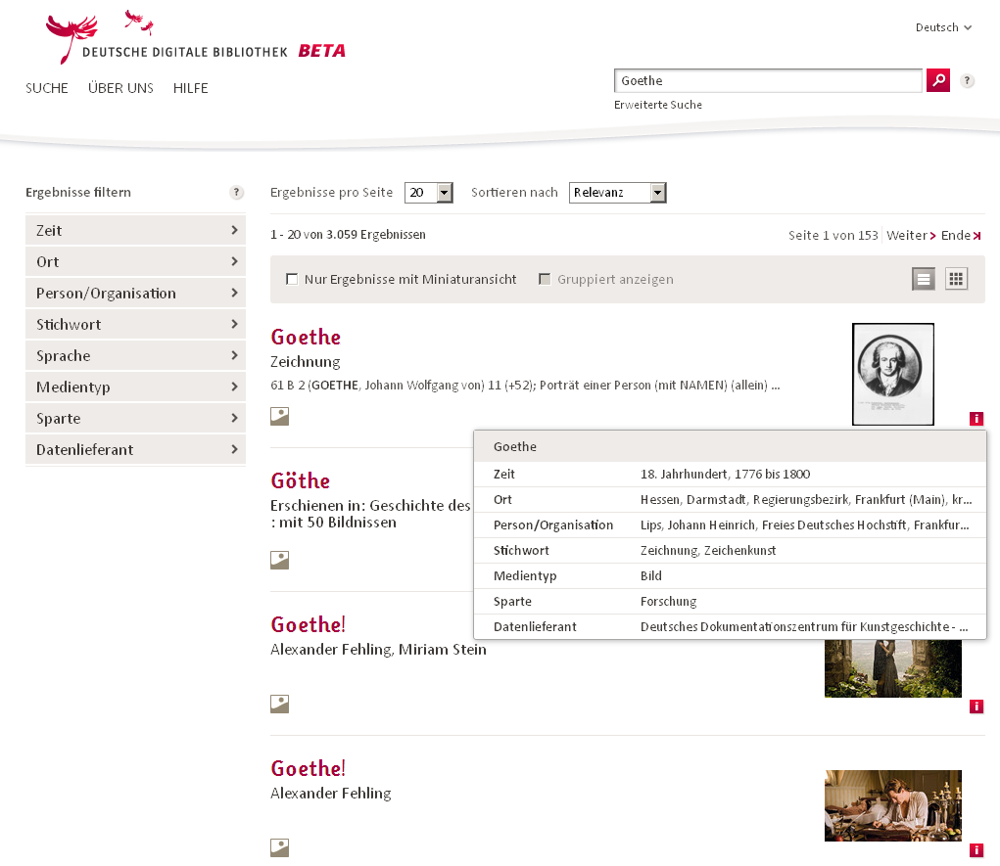 Deutsch
DEUTSCHE DIGITALE BIBLIOTHEK BETA
SUCHE ÜBER UNS HILFE
Goethe
?
Erweiterte Suche
Ergebnisse filtern ?
Zeit
Ort
Person/Organisation
Stichwort
Sprache
Medientyp
Sparte
Datenlieferant
Ergebnisse pro Seite 20 Sortieren nach Relevanz
1 - 20 von 3.059 Ergebnissen Seite 1 von 153 Weiter Ende
Nur Ergebnisse mit Miniaturansicht Gruppiert anzeigen
Goethe
Zeichnung
61 B 2 (GOETHE, Johann Wolfgang von) 11 (+52); Porträt einer Person (mit NAMEN) (allein) ...
i
Göthe
Erschienen in: Geschichte des
: mit 50 Bildnissen
Goethe
Zeit 18. Jahrhundert, 1776 bis 1800
Ort Hessen, Darmstadt, Regierungsbezirk, Frankfurt (Main), kr...
Person/Organisation Lips, Johann Heinrich, Freies Deutsches Hochstift, Frankfur...
Stichwort Zeichnung, Zeichenkunst
Medientyp Bild
Sparte Forschung
Datenlieferant Deutsches Dokumentationszentrum für Kunstgeschichte - ...
Goethe!
Alexander Fehling, Miriam Stein
i
Goethe!
Alexander Fehling
i